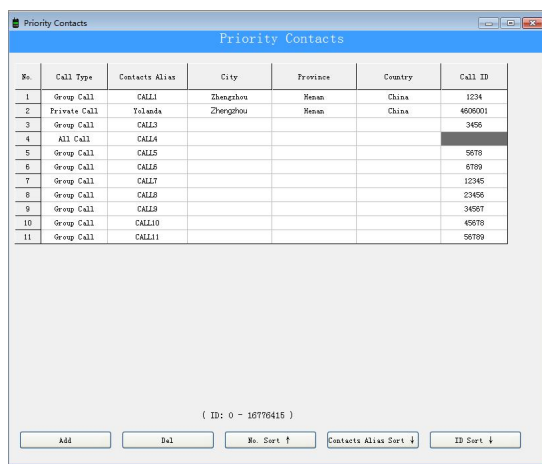 Priority Contacts
Priority Contacts
No. Call Type Contacts Alias City Province Country Call ID
1 Group Call CALL1 Zhengzhou Henan China 1234
2 Private Call Yolanda Zhengzhou Henan China 4606001
3 Group Call CALL3 3456
4 All Call CALL4
5 Group Call CALL5 5678
6 Group Call CALL6 6789
7 Group Call CALL7 12345
8 Group Call CALL8 23456
9 Group Call CALL9 34567
10 Group Call CALL10 45678
11 Group Call CALL11 56789
( ID: 0 - 16776415 )
Add Del No. Sort ↑ Contacts Alias Sort ↓ ID Sort ↓